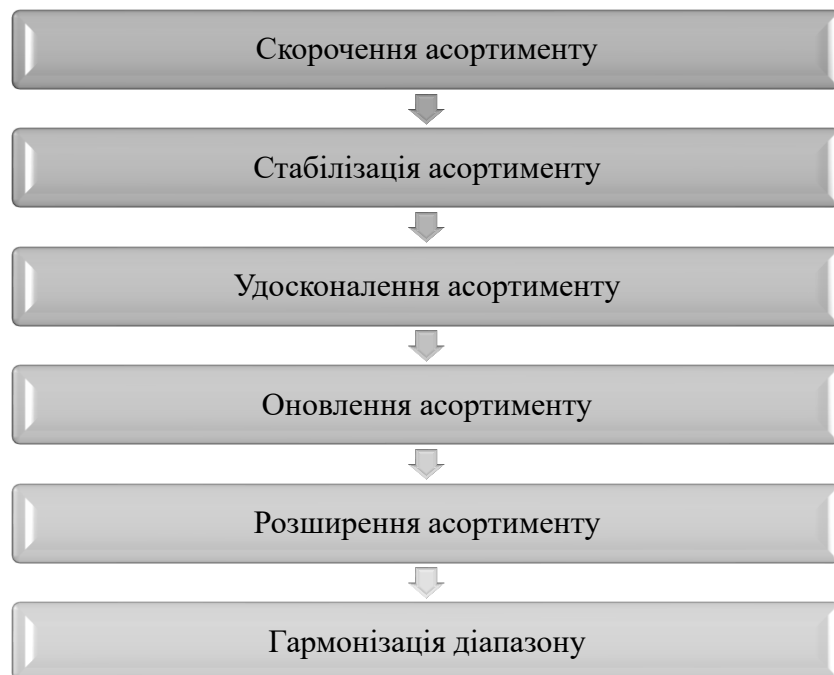 Скорочення асортименту
Стабілізація асортименту
Удосконалення асортименту
Оновлення асортименту
Розширення асортименту
Гармонізація діапазону